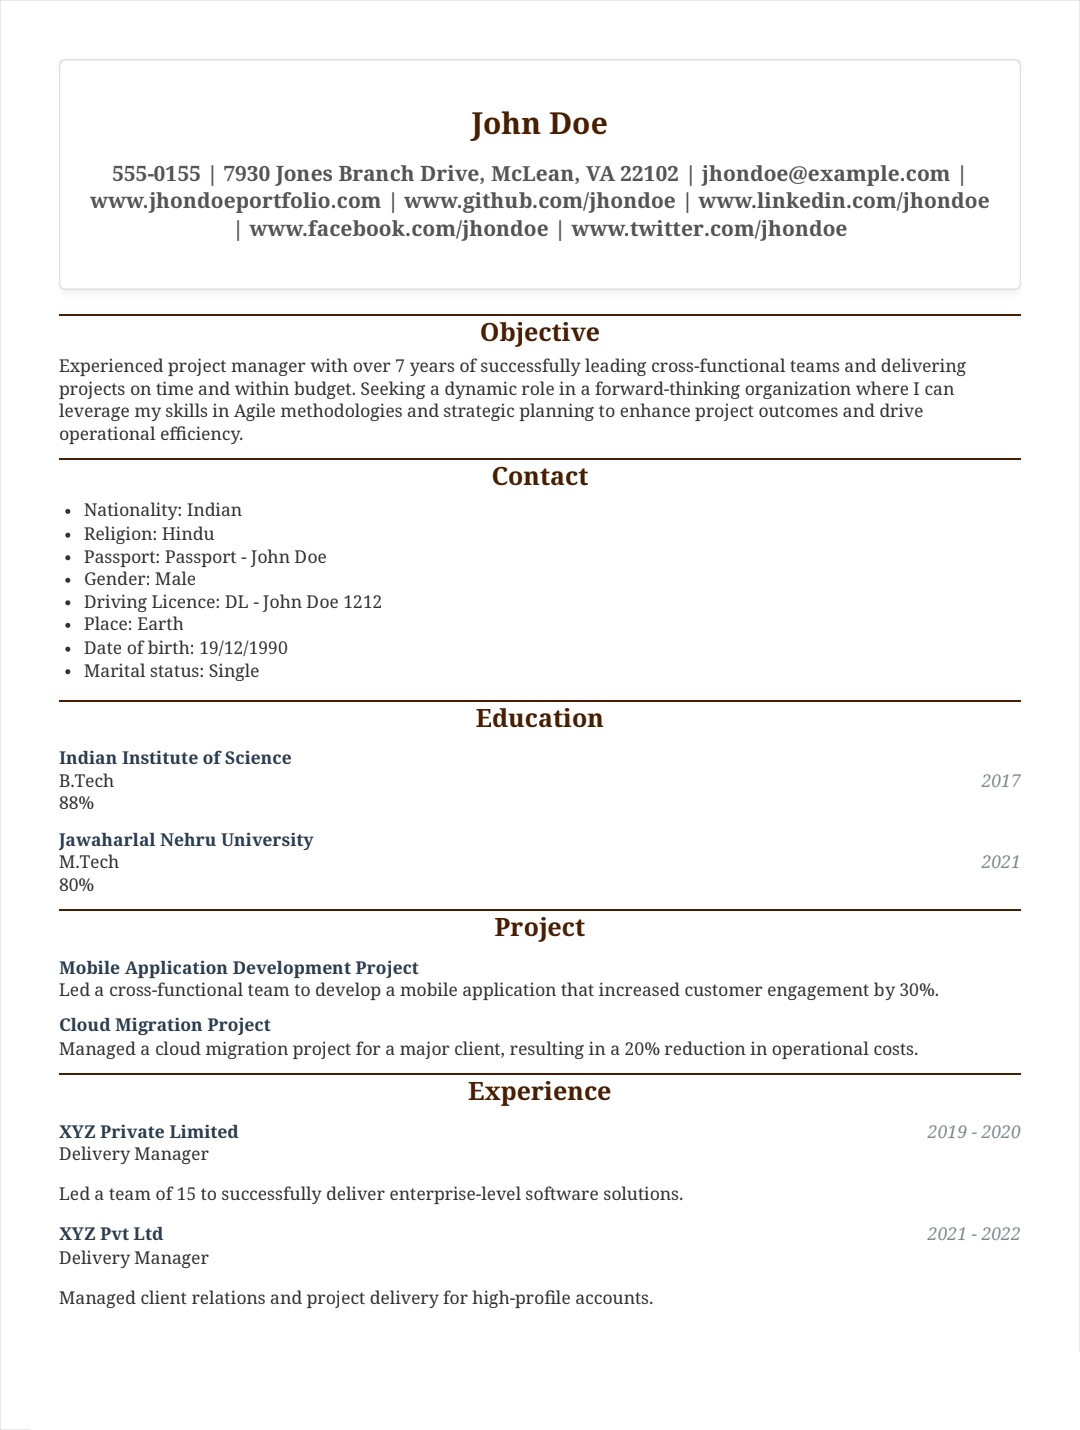 John Doe
555-0155 | 7930 Jones Branch Drive, McLean, VA 22102 | jhondoe@example.com |
www.jhondoeportfolio.com | www.github.com/jhondoe | www.linkedin.com/jhondoe
| www.facebook.com/jhondoe | www.twitter.com/jhondoe
Objective
Experienced project manager with over 7 years of successfully leading cross-functional teams and delivering
projects on time and within budget. Seeking a dynamic role in a forward-thinking organization where I can
leverage my skills in Agile methodologies and strategic planning to enhance project outcomes and drive
operational efficiency.
Contact
• Nationality: Indian
• Religion: Hindu
• Passport: Passport - John Doe
• Gender: Male
• Driving Licence: DL - John Doe 1212
• Place: Earth
• Date of birth: 19/12/1990
• Marital status: Single
Education
Indian Institute of Science
B.Tech 2017
88%
Jawaharlal Nehru University
M.Tech 2021
80%
Project
Mobile Application Development Project
Led a cross-functional team to develop a mobile application that increased customer engagement by 30%.
Cloud Migration Project
Managed a cloud migration project for a major client, resulting in a 20% reduction in operational costs.
Experience
XYZ Private Limited 2019 - 2020
Delivery Manager
Led a team of 15 to successfully deliver enterprise-level software solutions.
XYZ Pvt Ltd 2021 - 2022
Delivery Manager
Managed client relations and project delivery for high-profile accounts.